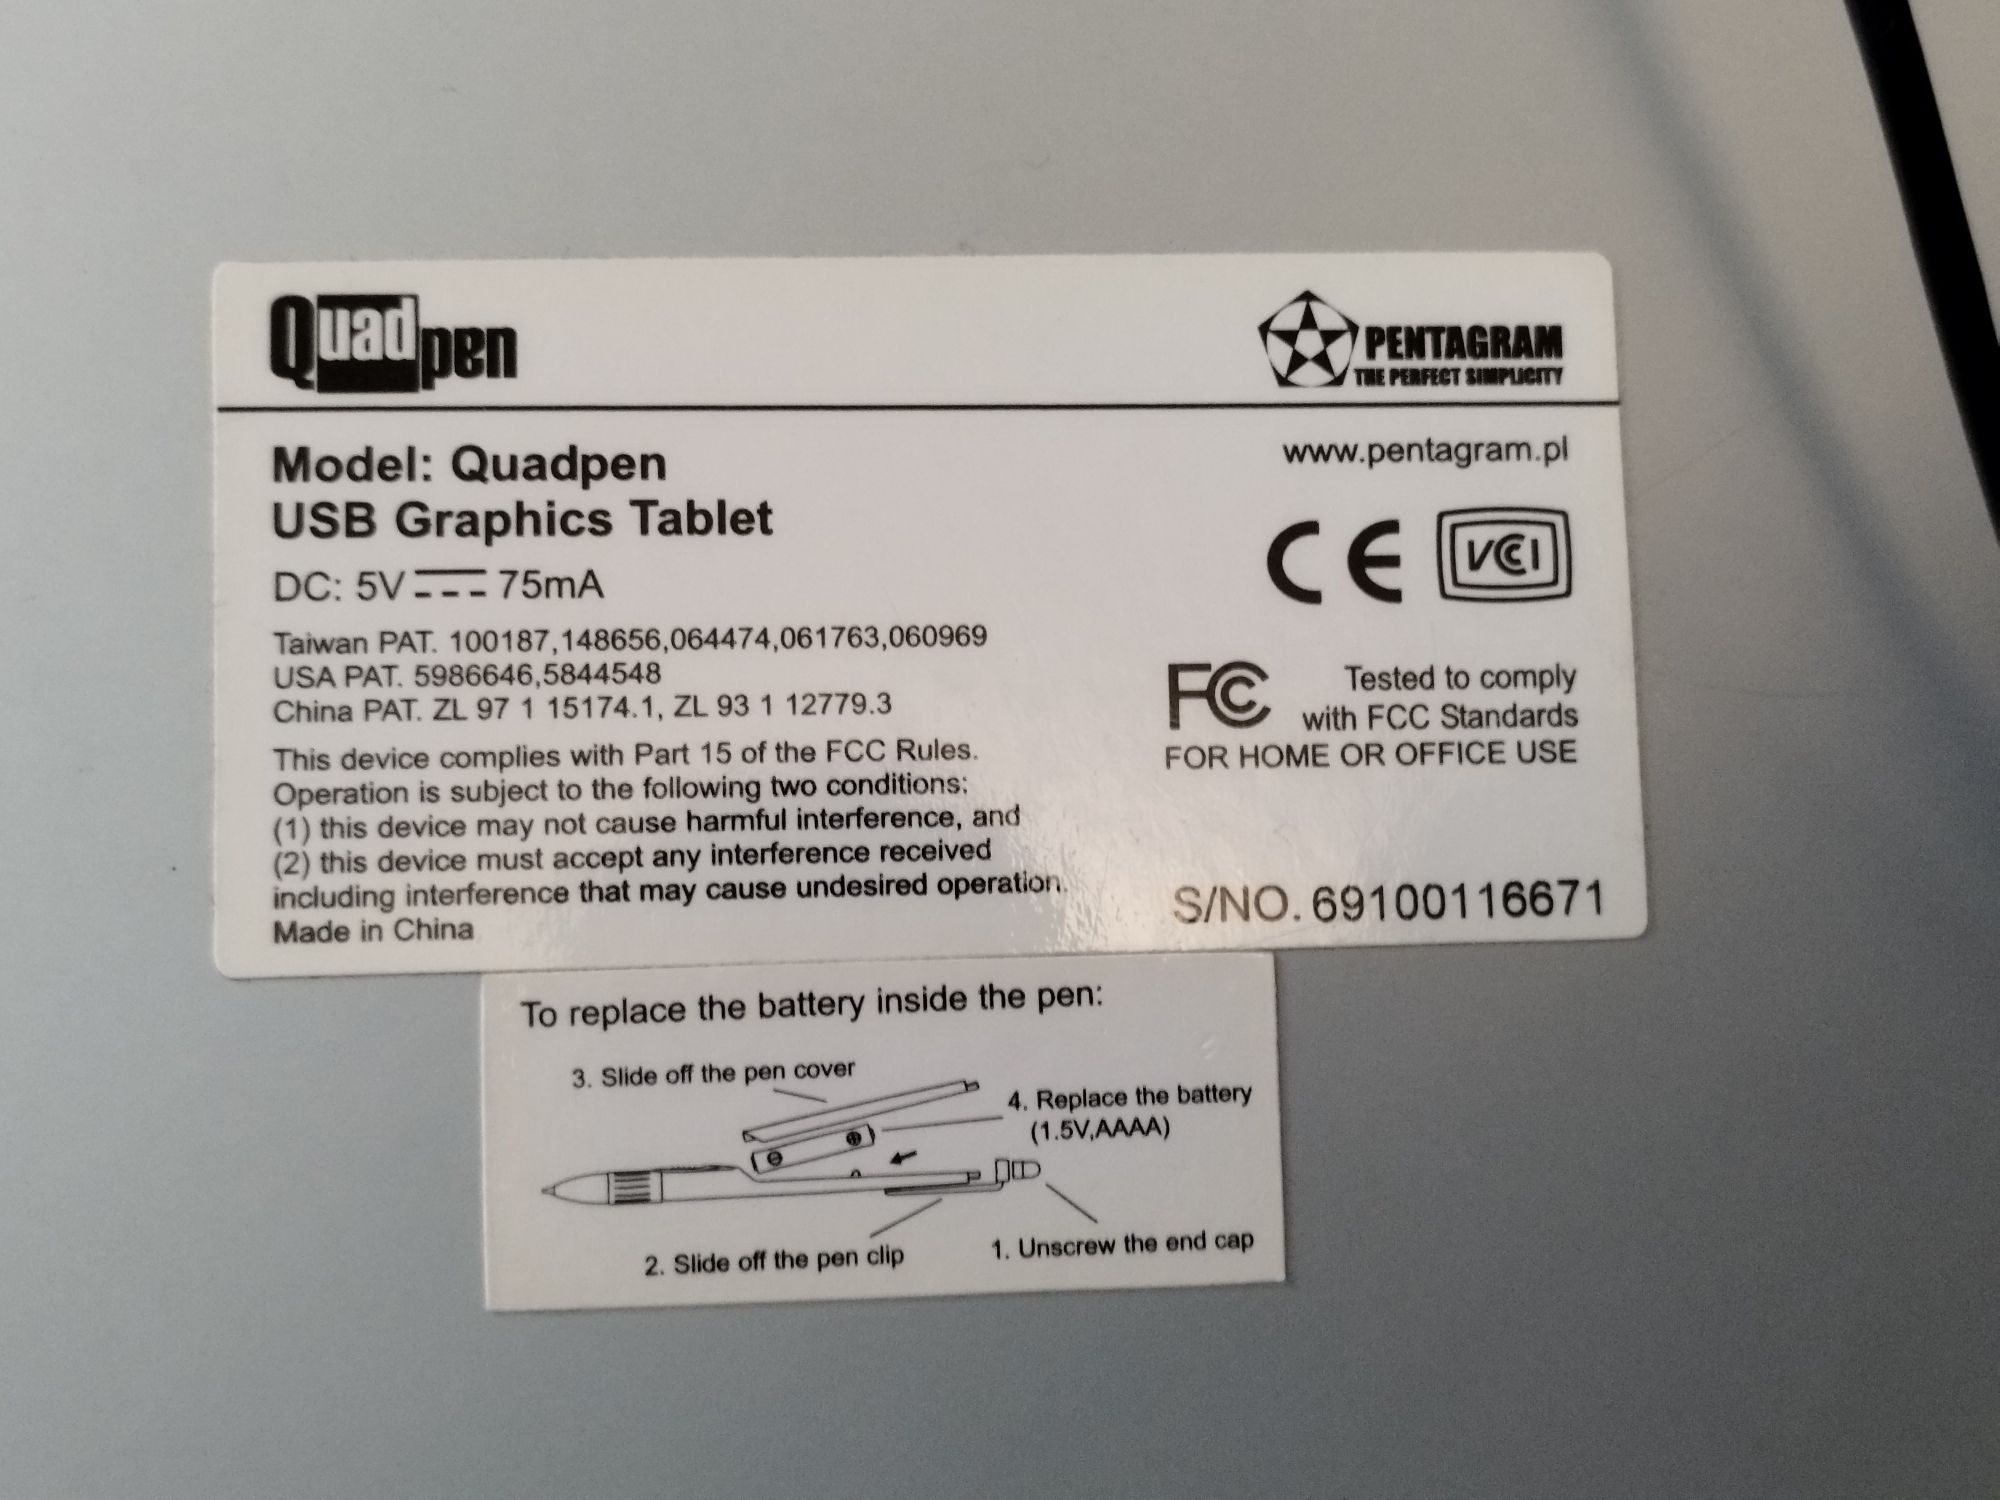 Quadpen
PENTAGRAM
THE PERFECT SIMPLICITY
Model: Quadpen
USB Graphics Tablet
DC: 5V 75mA
Taiwan PAT. 100187,148656,064474,061763,060969
USA PAT. 5986646,5844548
China PAT. ZL 97 1 15174.1, ZL 93 1 12779.3
This device complies with Part 15 of the FCC Rules.
Operation is subject to the following two conditions:
(1) this device may not cause harmful interference, and
(2) this device must accept any interference received
including interference that may cause undesired operation.
Made in China
www.pentagram.pl
CE VCCI
FC Tested to comply
with FCC Standards
FOR HOME OR OFFICE USE
S/NO. 69100116671
To replace the battery inside the pen:
3. Slide off the pen cover
4. Replace the battery
(1.5V,AAAA)
2. Slide off the pen clip
1. Unscrew the end cap